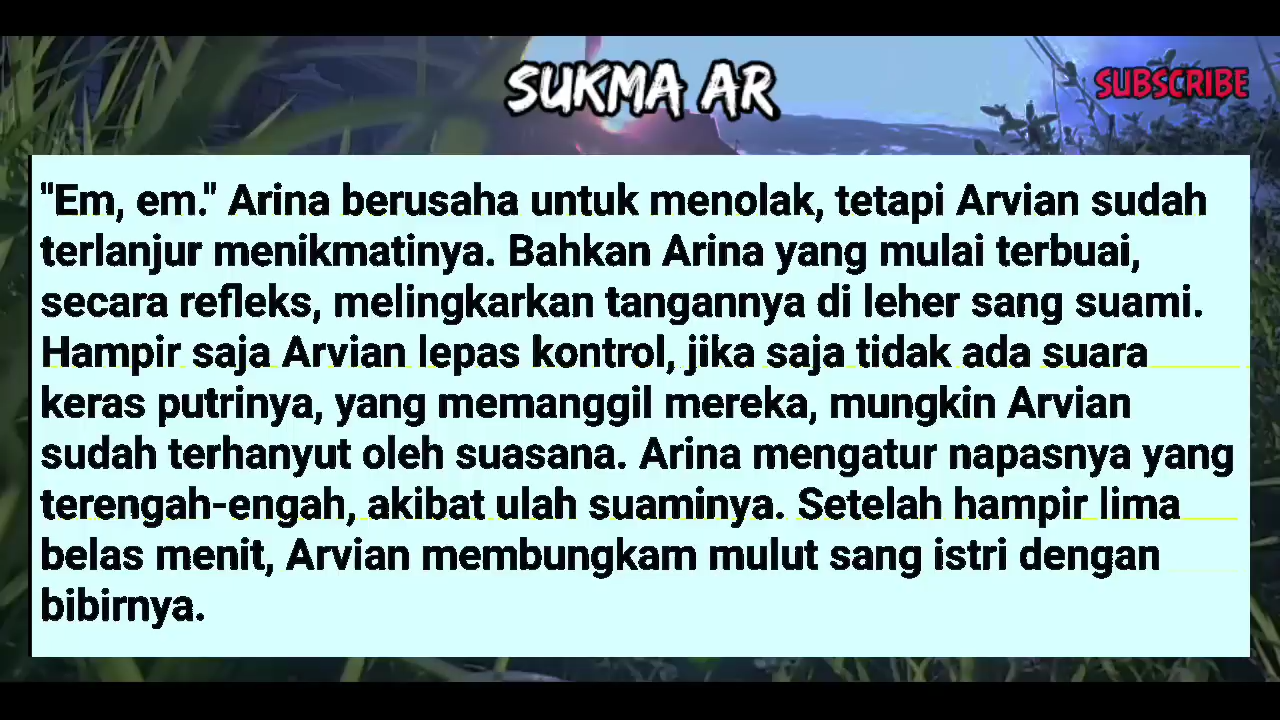 SUKMA AR
SUBSCRIBE
"Em, em." Arina berusaha untuk menolak, tetapi Arvian sudah
terlanjur menikmatinya. Bahkan Arina yang mulai terbuai,
secara refleks, melingkarkan tangannya di leher sang suami.
Hampir saja Arvian lepas kontrol, jika saja tidak ada suara
keras putrinya, yang memanggil mereka, mungkin Arvian
sudah terhanyut oleh suasana. Arina mengatur napasnya yang
terengah-engah, akibat ulah suaminya. Setelah hampir lima
belas menit, Arvian membungkam mulut sang istri dengan
bibirnya.